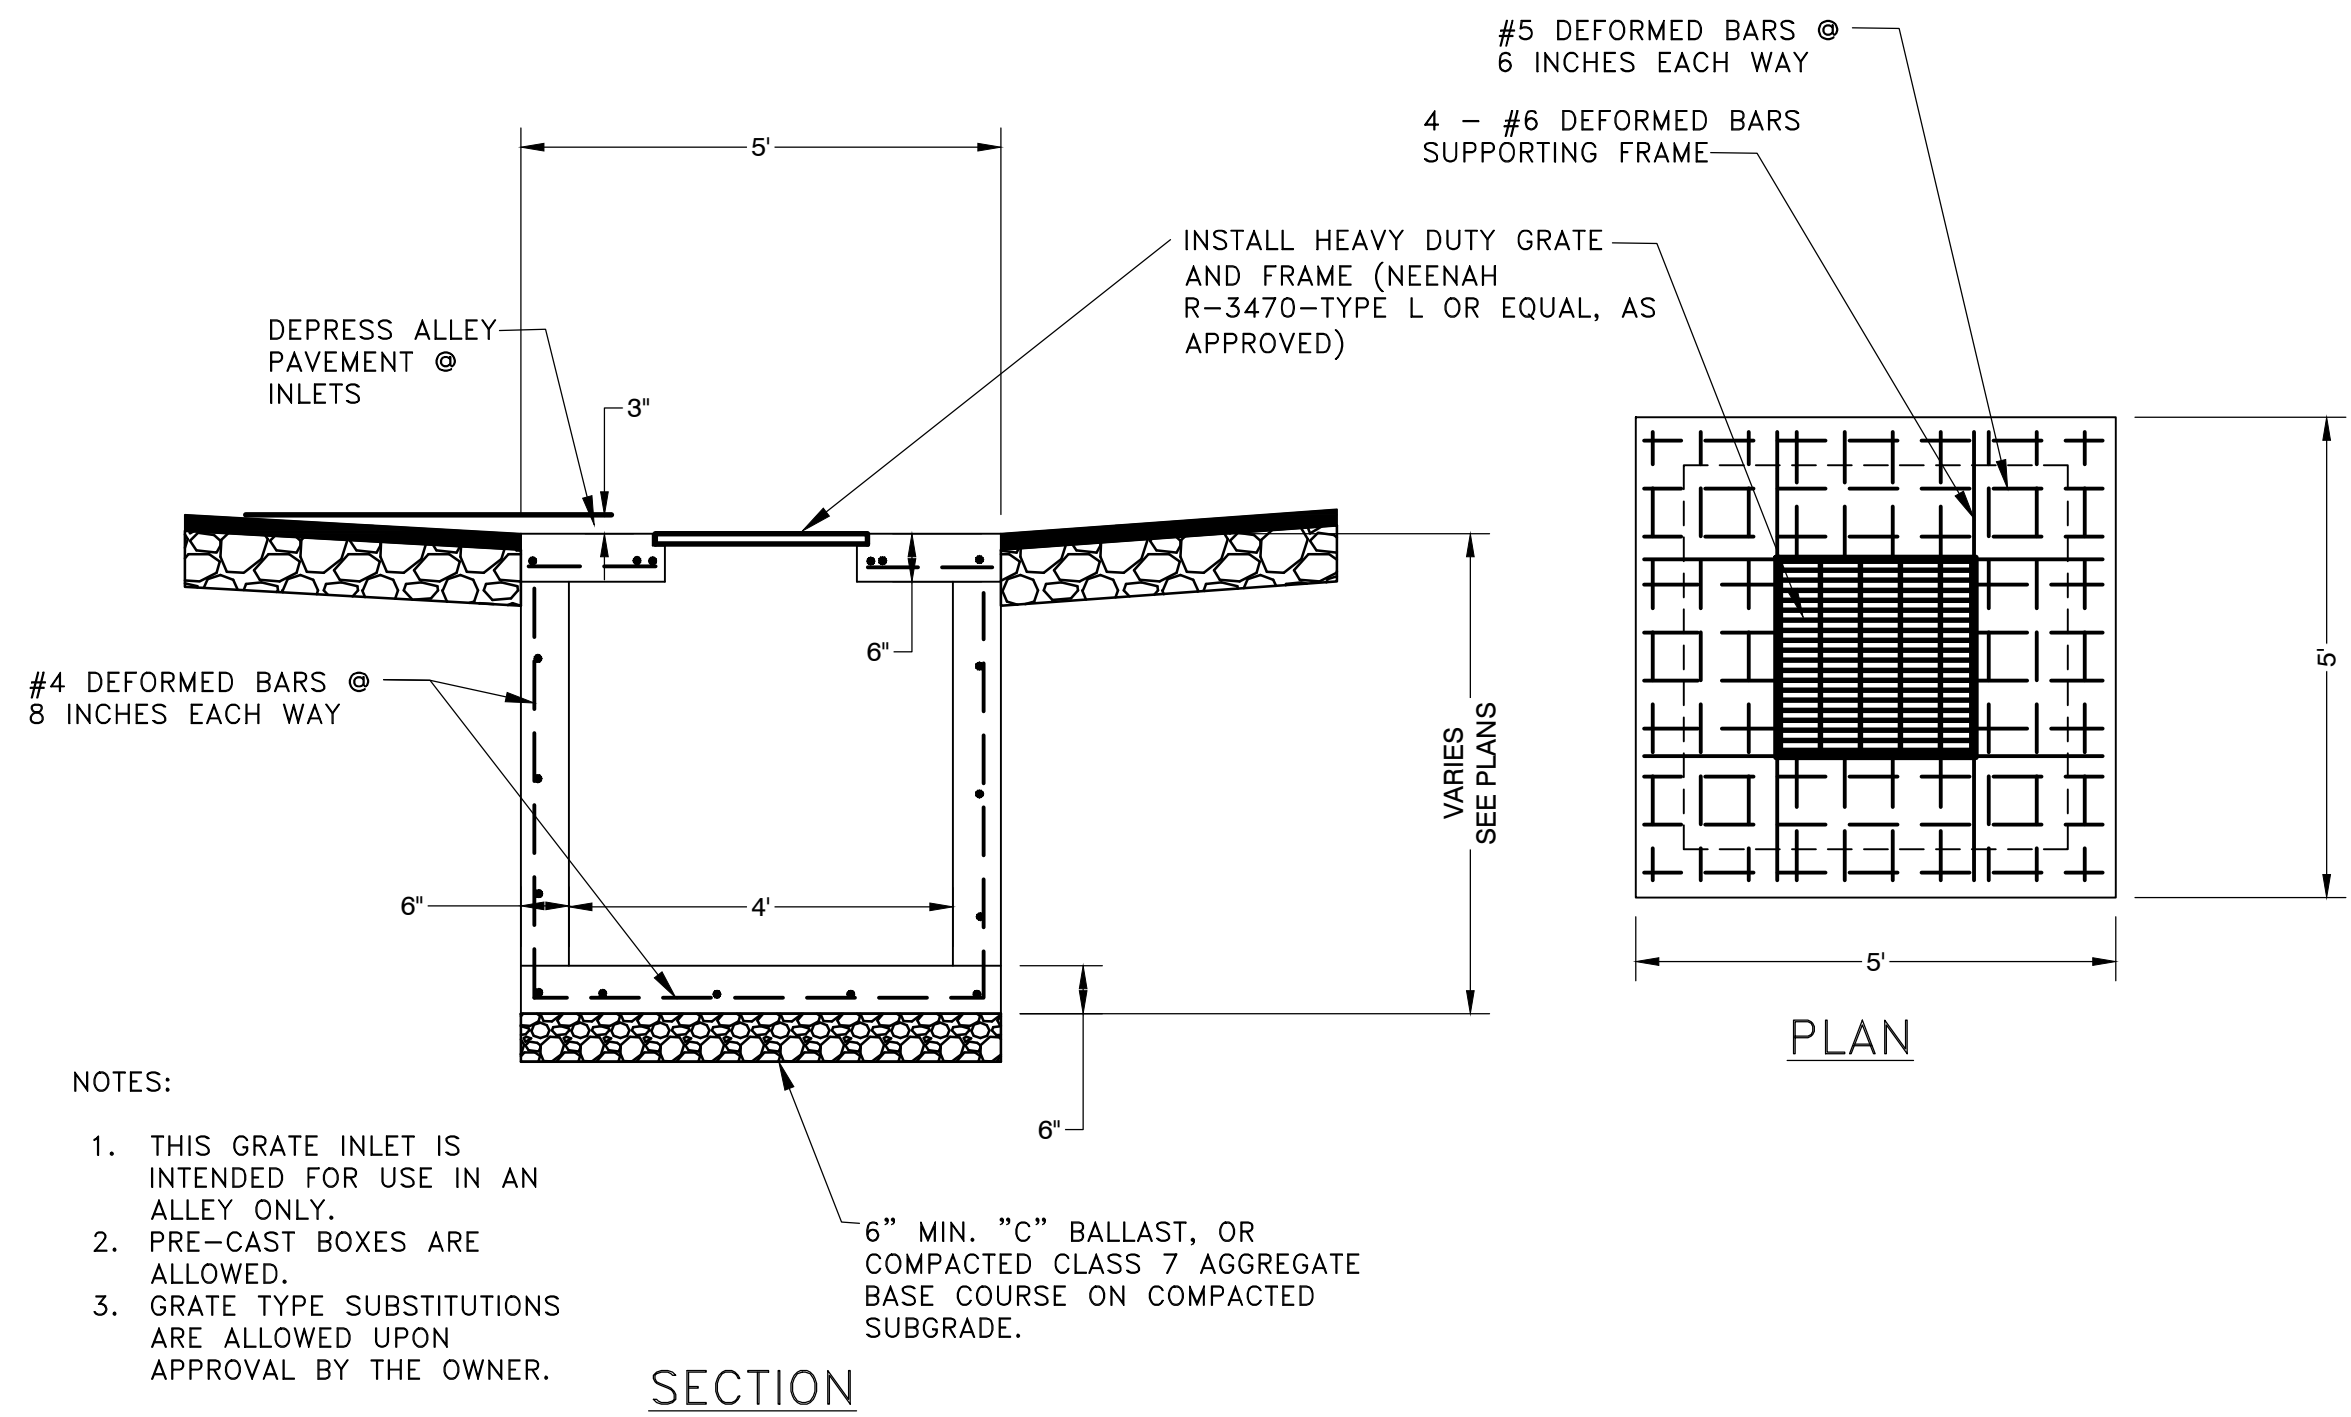 #5 DEFORMED BARS @
6 INCHES EACH WAY
4 - #6 DEFORMED BARS
SUPPORTING FRAME
5'
INSTALL HEAVY DUTY GRATE
AND FRAME (NEENAH
R-3470-TYPE L OR EQUAL, AS
APPROVED)
DEPRESS ALLEY
PAVEMENT @
INLETS
3"
6"
#4 DEFORMED BARS @
8 INCHES EACH WAY
VARIES
SEE PLANS
5'
6"
4'
5'
PLAN
6"
NOTES:
1. THIS GRATE INLET IS
INTENDED FOR USE IN AN
ALLEY ONLY.
2. PRE-CAST BOXES ARE
ALLOWED.
3. GRATE TYPE SUBSTITUTIONS
ARE ALLOWED UPON
APPROVAL BY THE OWNER.
6" MIN. "C" BALLAST, OR
COMPACTED CLASS 7 AGGREGATE
BASE COURSE ON COMPACTED
SUBGRADE.
SECTION